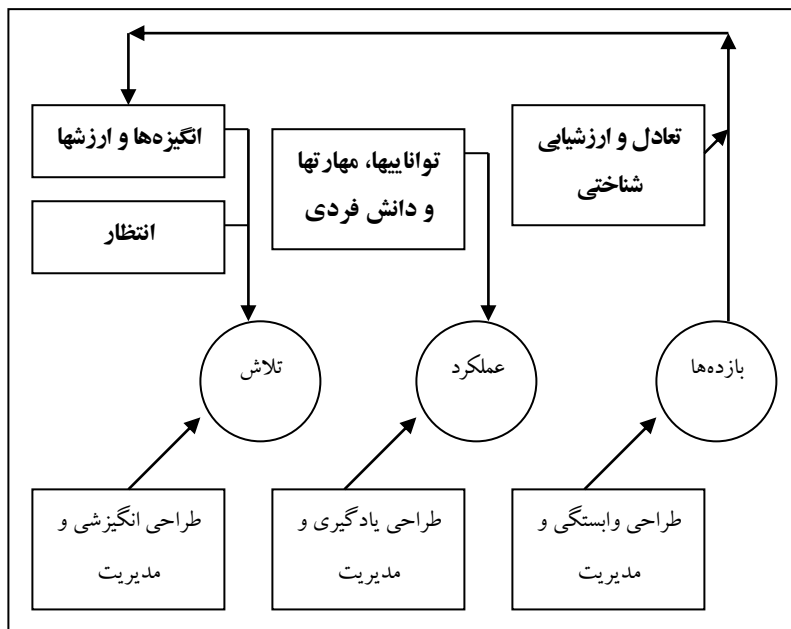 انگیزه‌ها و ارزشها
انتظار
تواناییها، مهارتها
و دانش فردی
تعادل و ارزشیابی
شناختی
تلاش
عملکرد
بازده‌ها
طراحی انگیزشی و
مدیریت
طراحی یادگیری و
مدیریت
طراحی وابستگی و
مدیریت